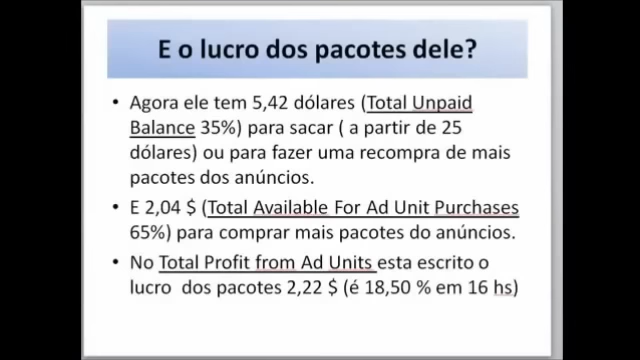 E o lucro dos pacotes dele?
• Agora ele tem 5,42 dólares (Total Unpaid
Balance 35%) para sacar ( a partir de 25
dólares) ou para fazer uma recompra de mais
pacotes dos anúncios.
• E 2,04 $ (Total Available For Ad Unit Purchases
65%) para comprar mais pacotes do anúncios.
• No Total Profit from Ad Units esta escrito o
lucro  dos pacotes 2,22 $ (é 18,50 % em 16 hs)